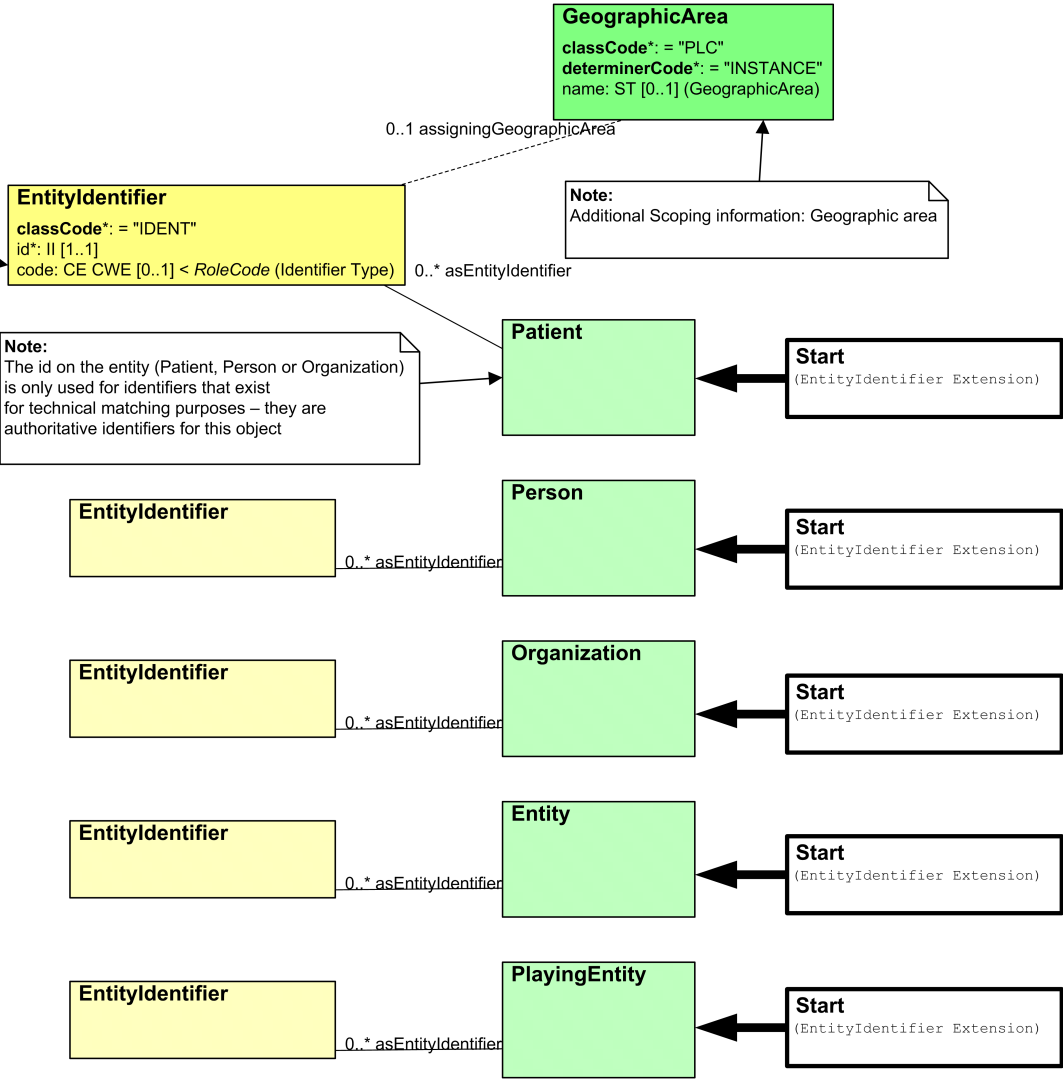 GeographicArea
classCode*: = "PLC"
determinerCode*: = "INSTANCE"
name: ST [0..1] (GeographicArea)
0..1 assigningGeographicArea
Note:
Additional Scoping information: Geographic area
EntityIdentifier
classCode*: = "IDENT"
id*: II [1..1]
code: CE CWE [0..1] < RoleCode (Identifier Type)
0..* asEntityIdentifier
Note:
The id on the entity (Patient, Person or Organization)
is only used for identifiers that exist
for technical matching purposes – they are
authoritative identifiers for this object
Patient
Start
(EntityIdentifier Extension)
EntityIdentifier
0..* asEntityIdentifier
Person
Start
(EntityIdentifier Extension)
EntityIdentifier
0..* asEntityIdentifier
Organization
Start
(EntityIdentifier Extension)
EntityIdentifier
0..* asEntityIdentifier
Entity
Start
(EntityIdentifier Extension)
EntityIdentifier
0..* asEntityIdentifier
PlayingEntity
Start
(EntityIdentifier Extension)